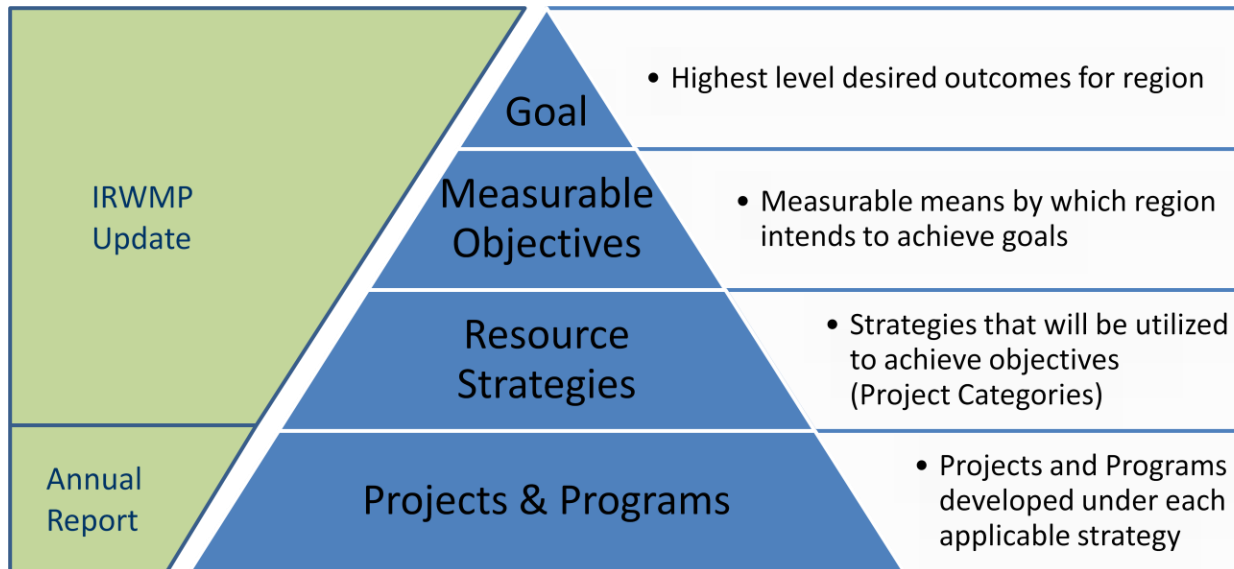 IRWMP
Update
Annual
Report
Goal
Measurable
Objectives
Resource
Strategies
Projects & Programs
• Highest level desired outcomes for region
• Measurable means by which region
intends to achieve goals
• Strategies that will be utilized
to achieve objectives
(Project Categories)
• Projects and Programs
developed under each
applicable strategy